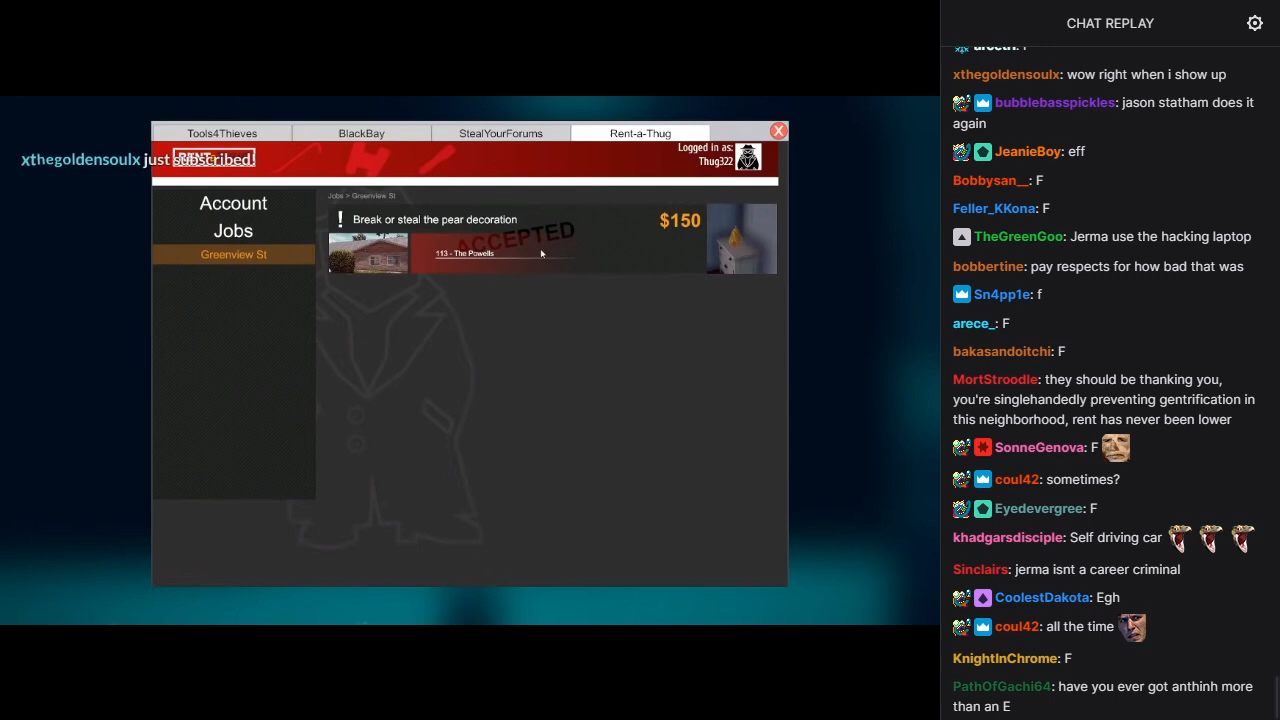 Tools4Thieves
BlackBay
StealYourForums
Rent-a-Thug
X
xthegoldensoulx just subscribed!
RENT
Logged in as:
Thug322
Account
Jobs
Greenview St
Jobs > Greenview St
! Break or steal the pear decoration
$150
ACCEPTED
113 - The Powells
CHAT REPLAY
aroeth: F
xthegoldensoulx: wow right when i show up
bubblebasspickles: jason statham does it
again
JeanieBoy: eff
Bobbysan__: F
Feller_KKona: F
TheGreenGoo: Jerma use the hacking laptop
bobbertine: pay respects for how bad that was
Sn4pp1e: f
arece_: F
bakasandoitchi: F
MortStroodle: they should be thanking you,
you're singlehandedly preventing gentrification in
this neighborhood, rent has never been lower
SonneGenova: F
coul42: sometimes?
Eyedevergree: F
khadgarsdisciple: Self driving car
Sinclairs: jerma isnt a career criminal
CoolestDakota: Egh
coul42: all the time
KnightInChrome: F
PathOfGachi64: have you ever got anthinh more
than an E